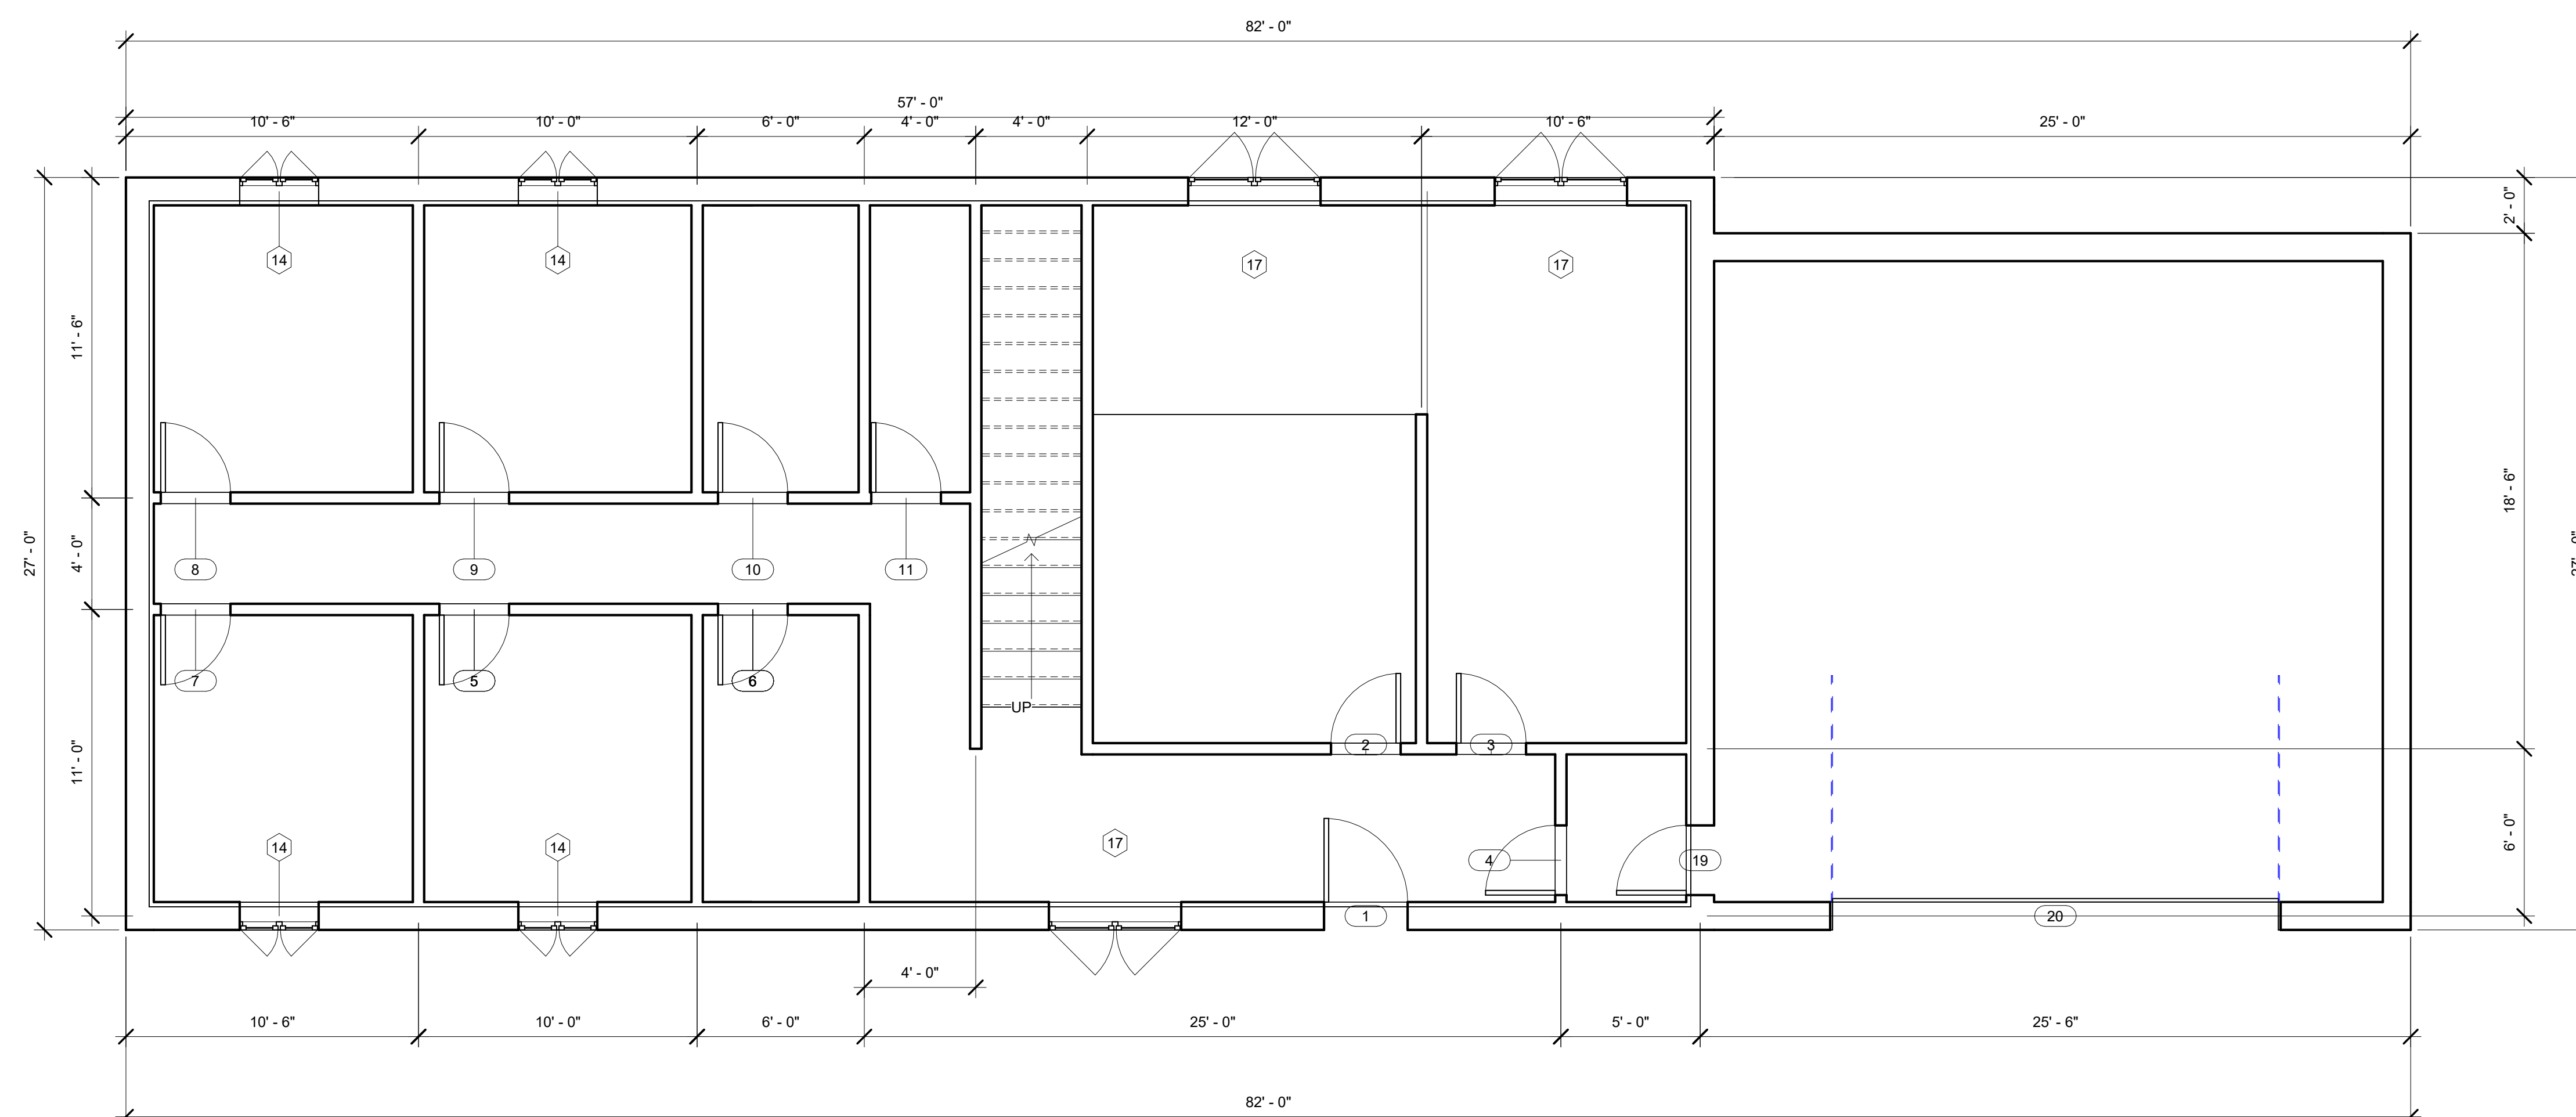 82' - 0"
57' - 0"
10' - 6"
10' - 0"
6' - 0"
4' - 0"
4' - 0"
12' - 0"
10' - 6"
25' - 0"
2' - 0"
14
14
17
17
11' - 6"
18' - 6"
27' - 0"
4' - 0"
27' - 0"
8
9
10
11
7
5
6
UP
2
3
11' - 0"
6' - 0"
14
14
17
4
19
1
20
4' - 0"
10' - 6"
10' - 0"
6' - 0"
25' - 0"
5' - 0"
25' - 6"
82' - 0"